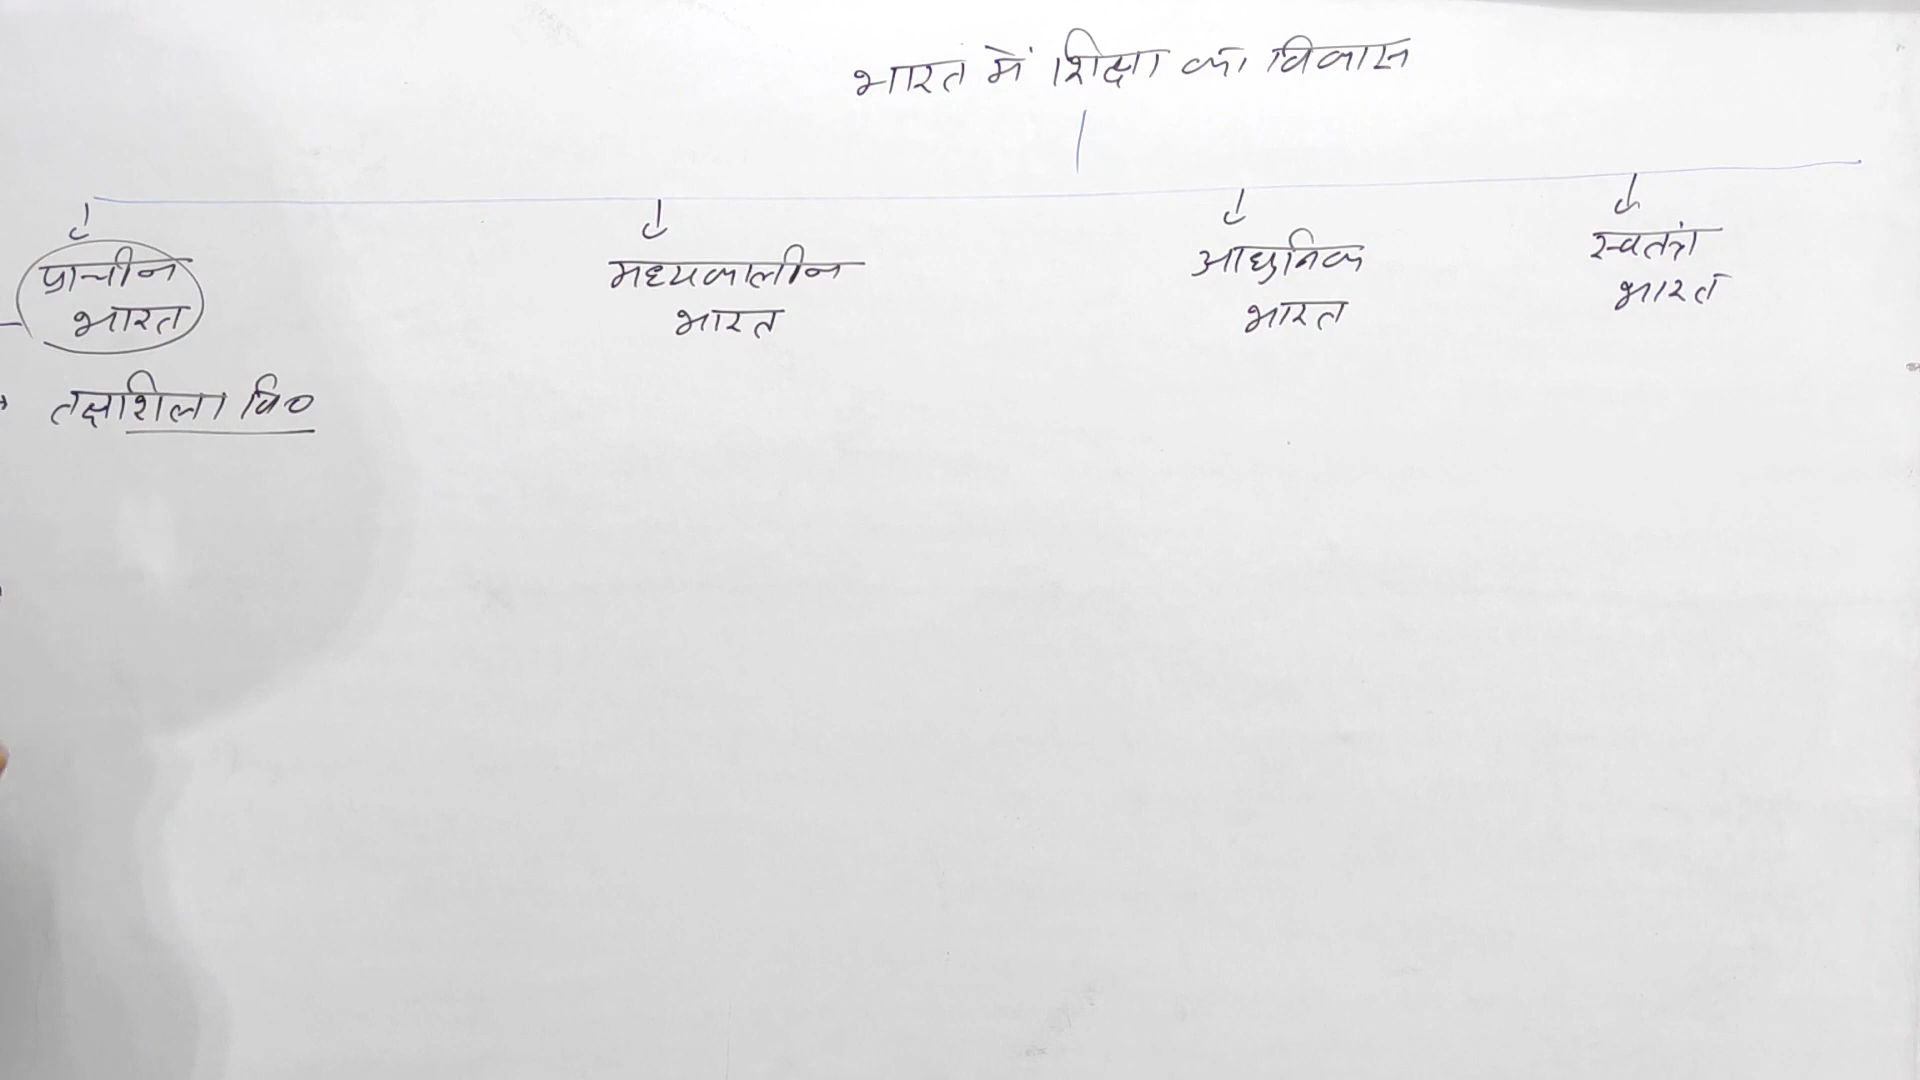 भारत में शिक्षा का विकास
प्राचीन
भारत
मध्यकालीन
भारत
आधुनिक
भारत
स्वतंत्र
भारत
तक्षशिला वि०